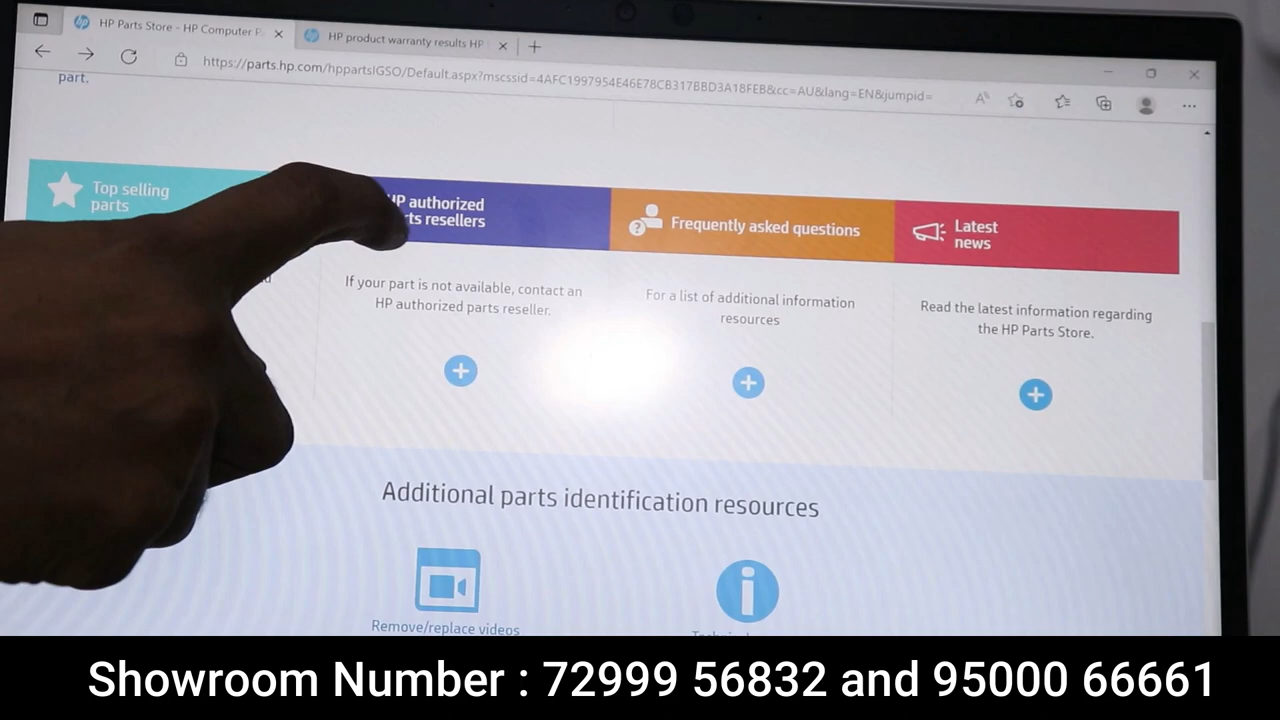 HP Parts Store - HP Computer P
HP product warranty results HP
https://parts.hp.com/hppartsIGSO/Default.aspx?mscssid=4AFC1997954E46E78CB317BBD3A18FEB&cc=AU&lang=EN&jumpid=
part.
Top selling
parts
HP authorized
rts resellers
Frequently asked questions
Latest
news
If your part is not available, contact an
HP authorized parts reseller.
For a list of additional information
resources
Read the latest information regarding
the HP Parts Store.
Additional parts identification resources
Remove/replace videos
Showroom Number : 72999 56832 and 95000 66661